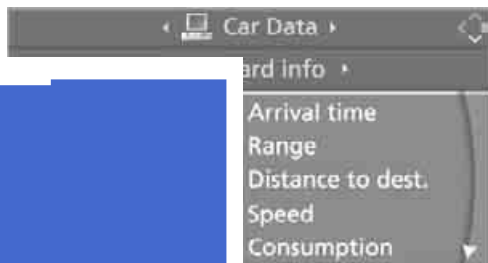 Car Data
ard info
Arrival time
Range
Distance to dest.
Speed
Consumption